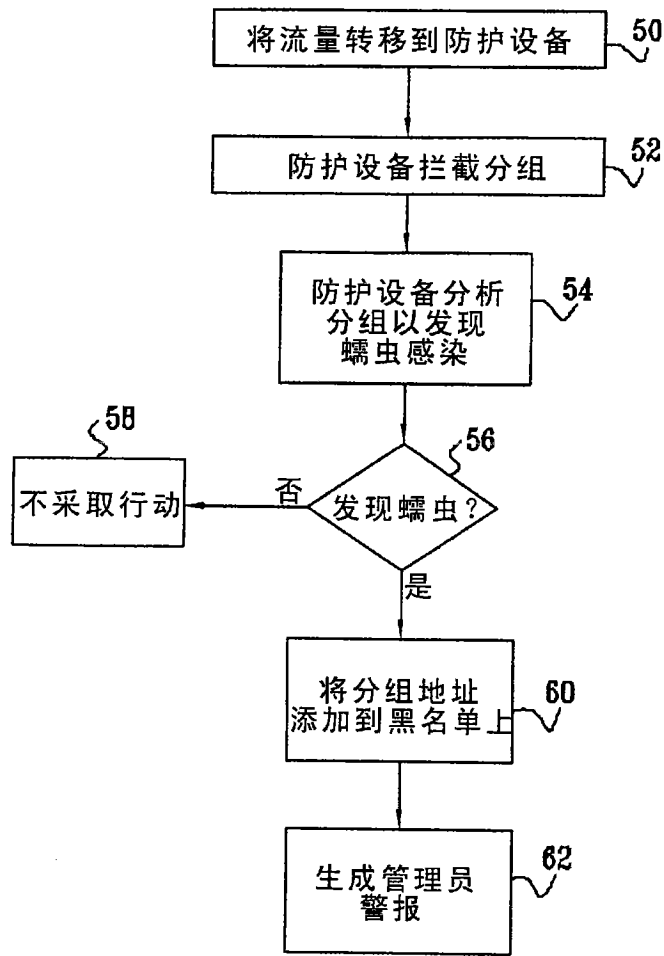 将流量转移到防护设备
50
防护设备拦截分组
52
防护设备分析
分组以发现
蠕虫感染
54
56
发现蠕虫?
否
58
不采取行动
是
将分组地址
添加到黑名单上
60
生成管理员
警报
62